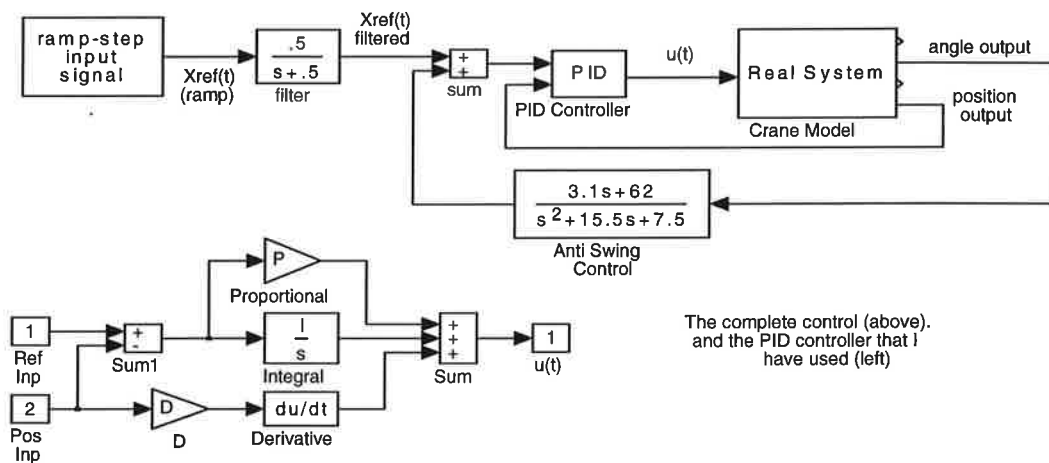 ramp-step
input
signal
Xref(t)
(ramp)
.5
s+.5
filter
Xref(t)
filtered
+
+
sum
PID
PID Controller
u(t)
Real System
Crane Model
angle output
position
output
3.1s+62
s²+15.5s+7.5
Anti Swing
Control
1
Ref
Inp
2
Pos
Inp
+
-
Sum1
P
Proportional
I
s
Integral
D
D
du/dt
Derivative
+
+
+
Sum
1
u(t)
The complete control (above).
and the PID controller that I
have used (left)